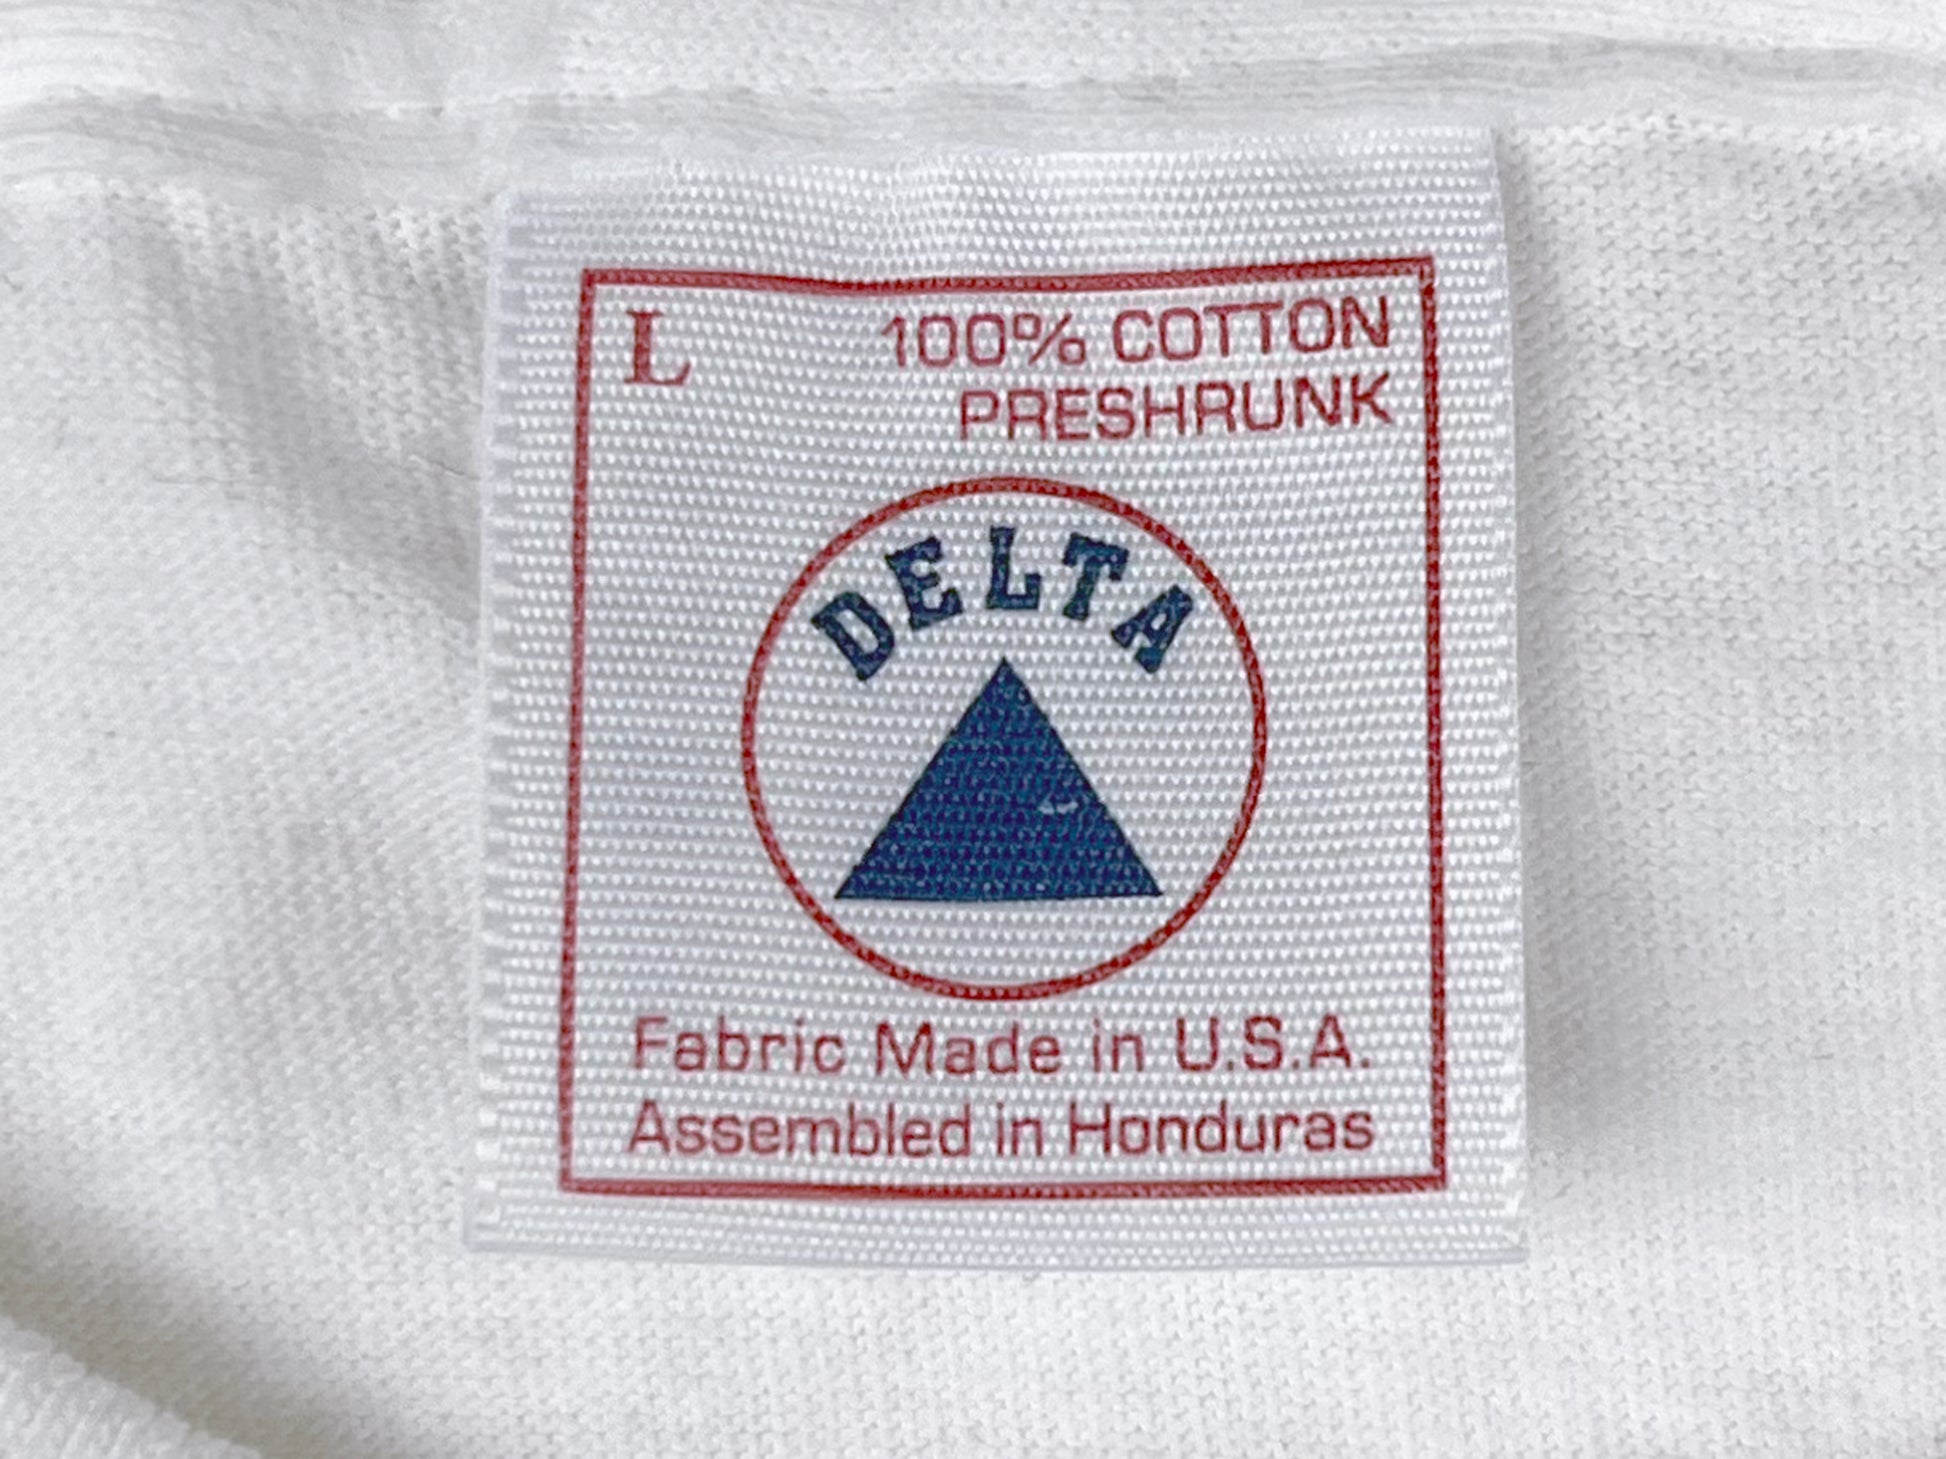 L
100% COTTON
PRESHRUNK
DELTA
Fabric Made in U.S.A.
Assembled in Honduras